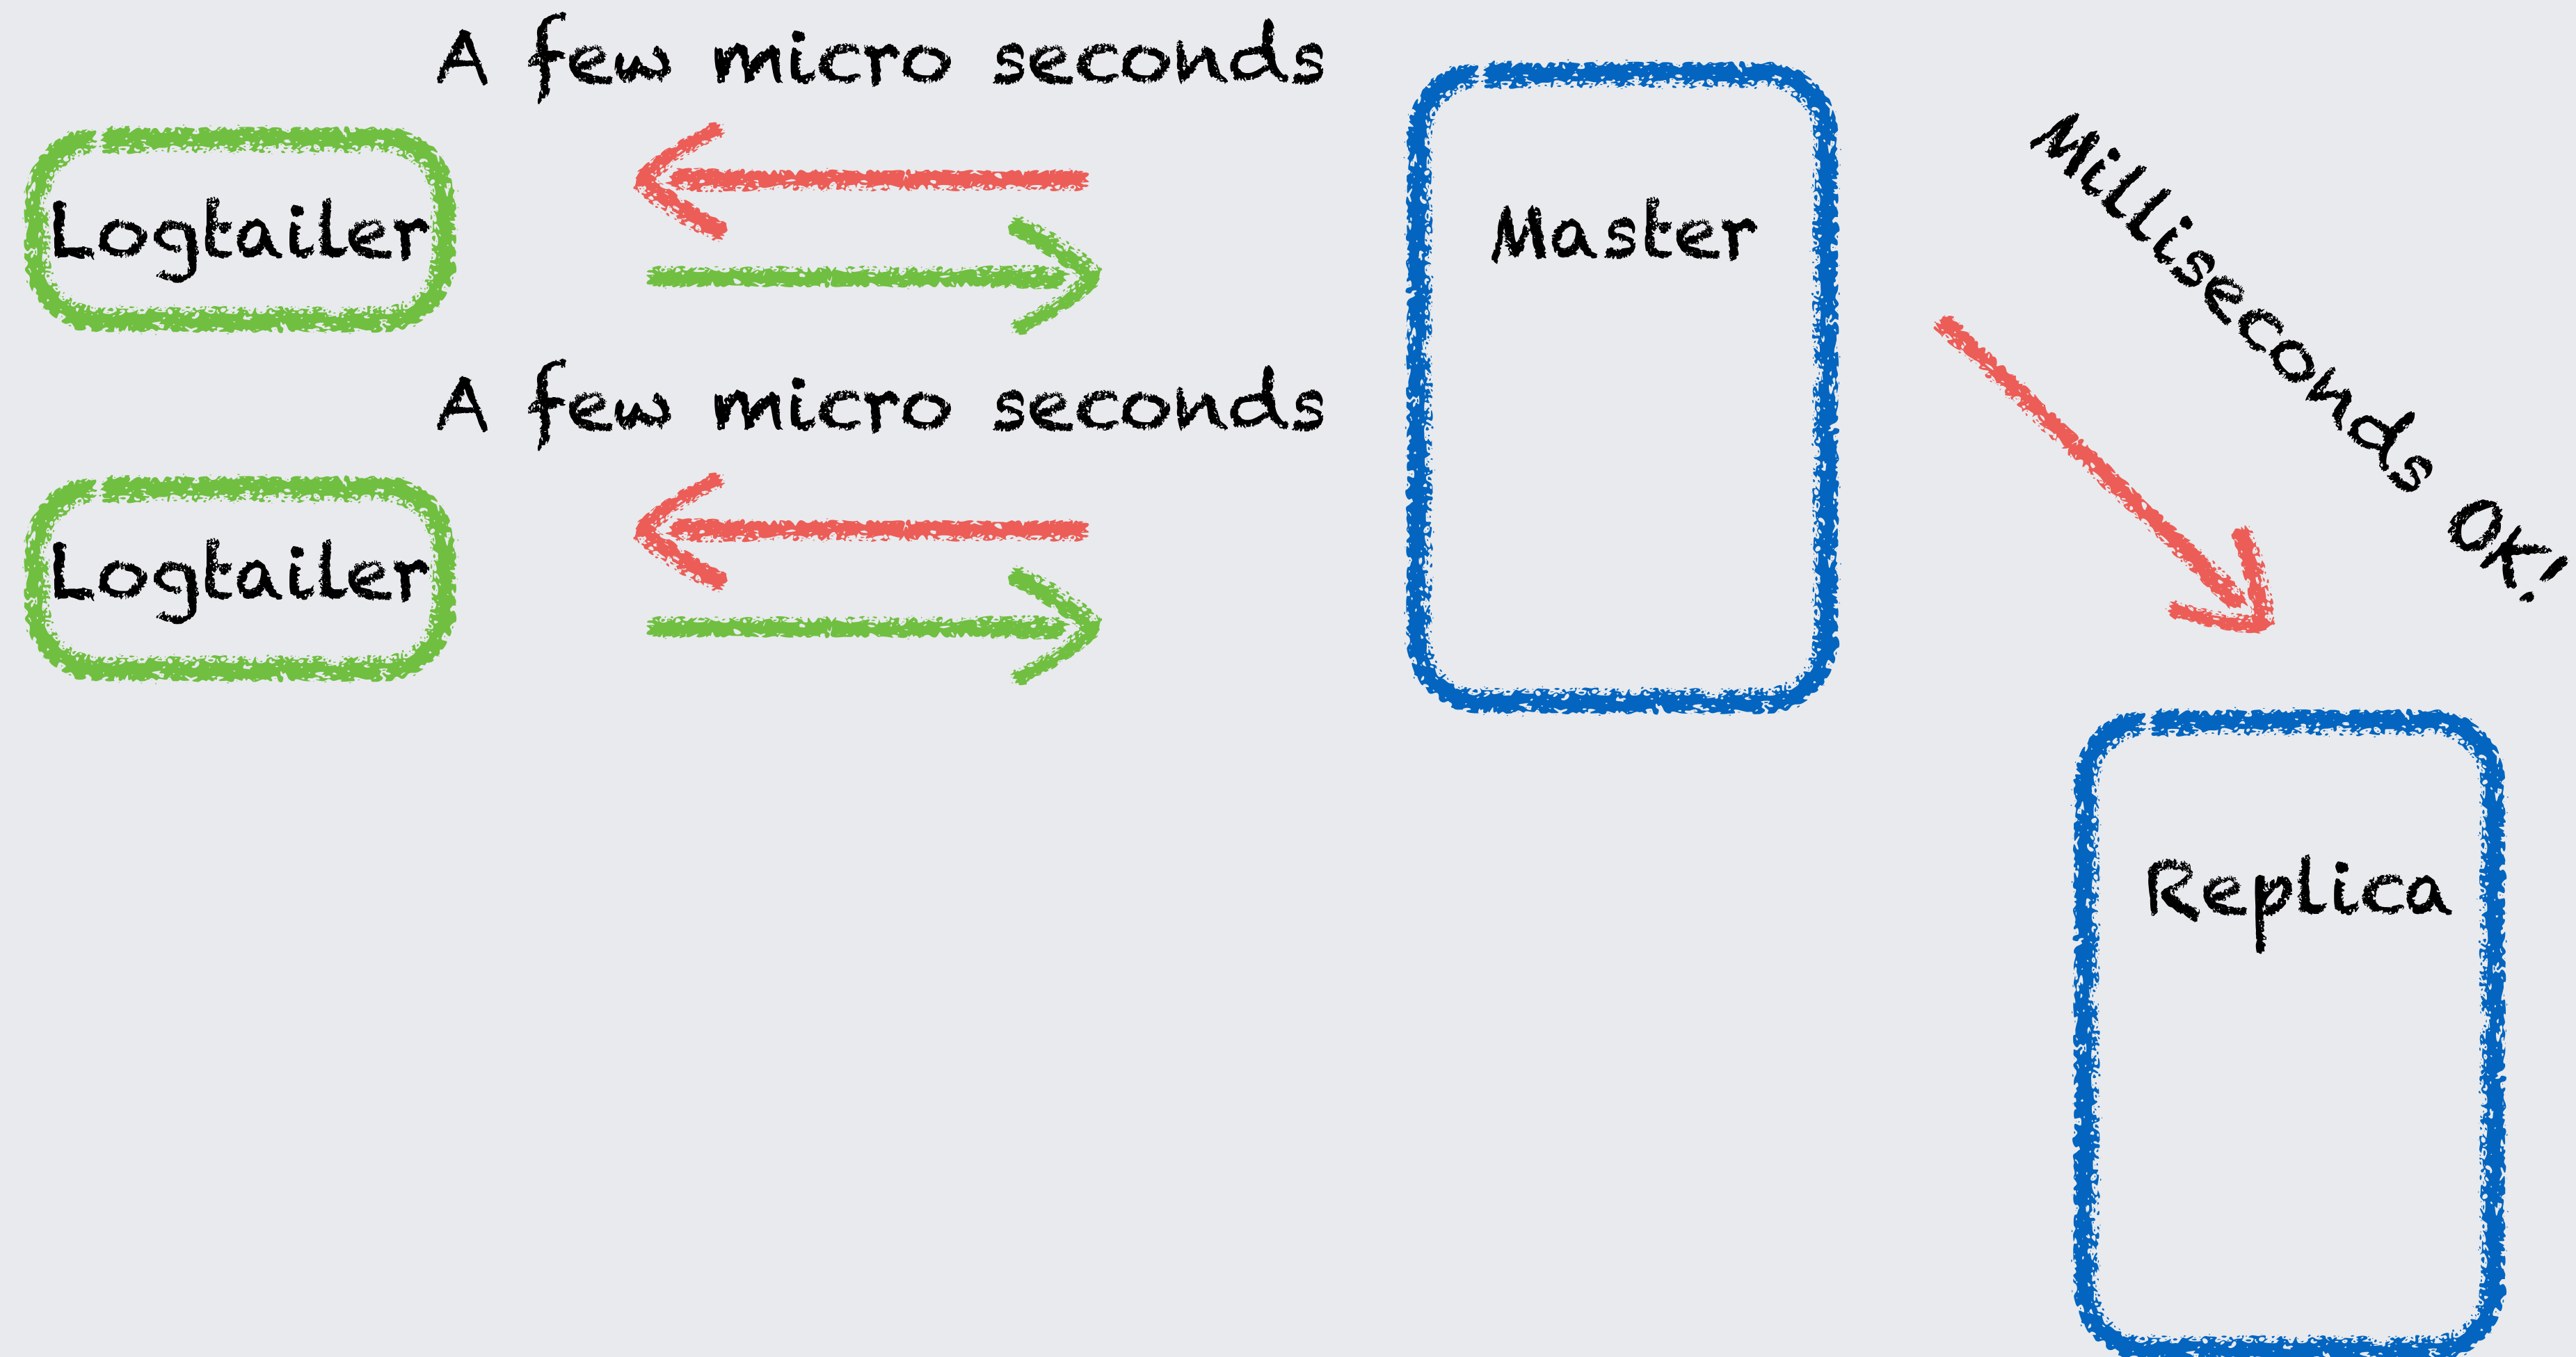 A few micro seconds
Logtailer
Master
Milliseconds OK!
A few micro seconds
Logtailer
Replica